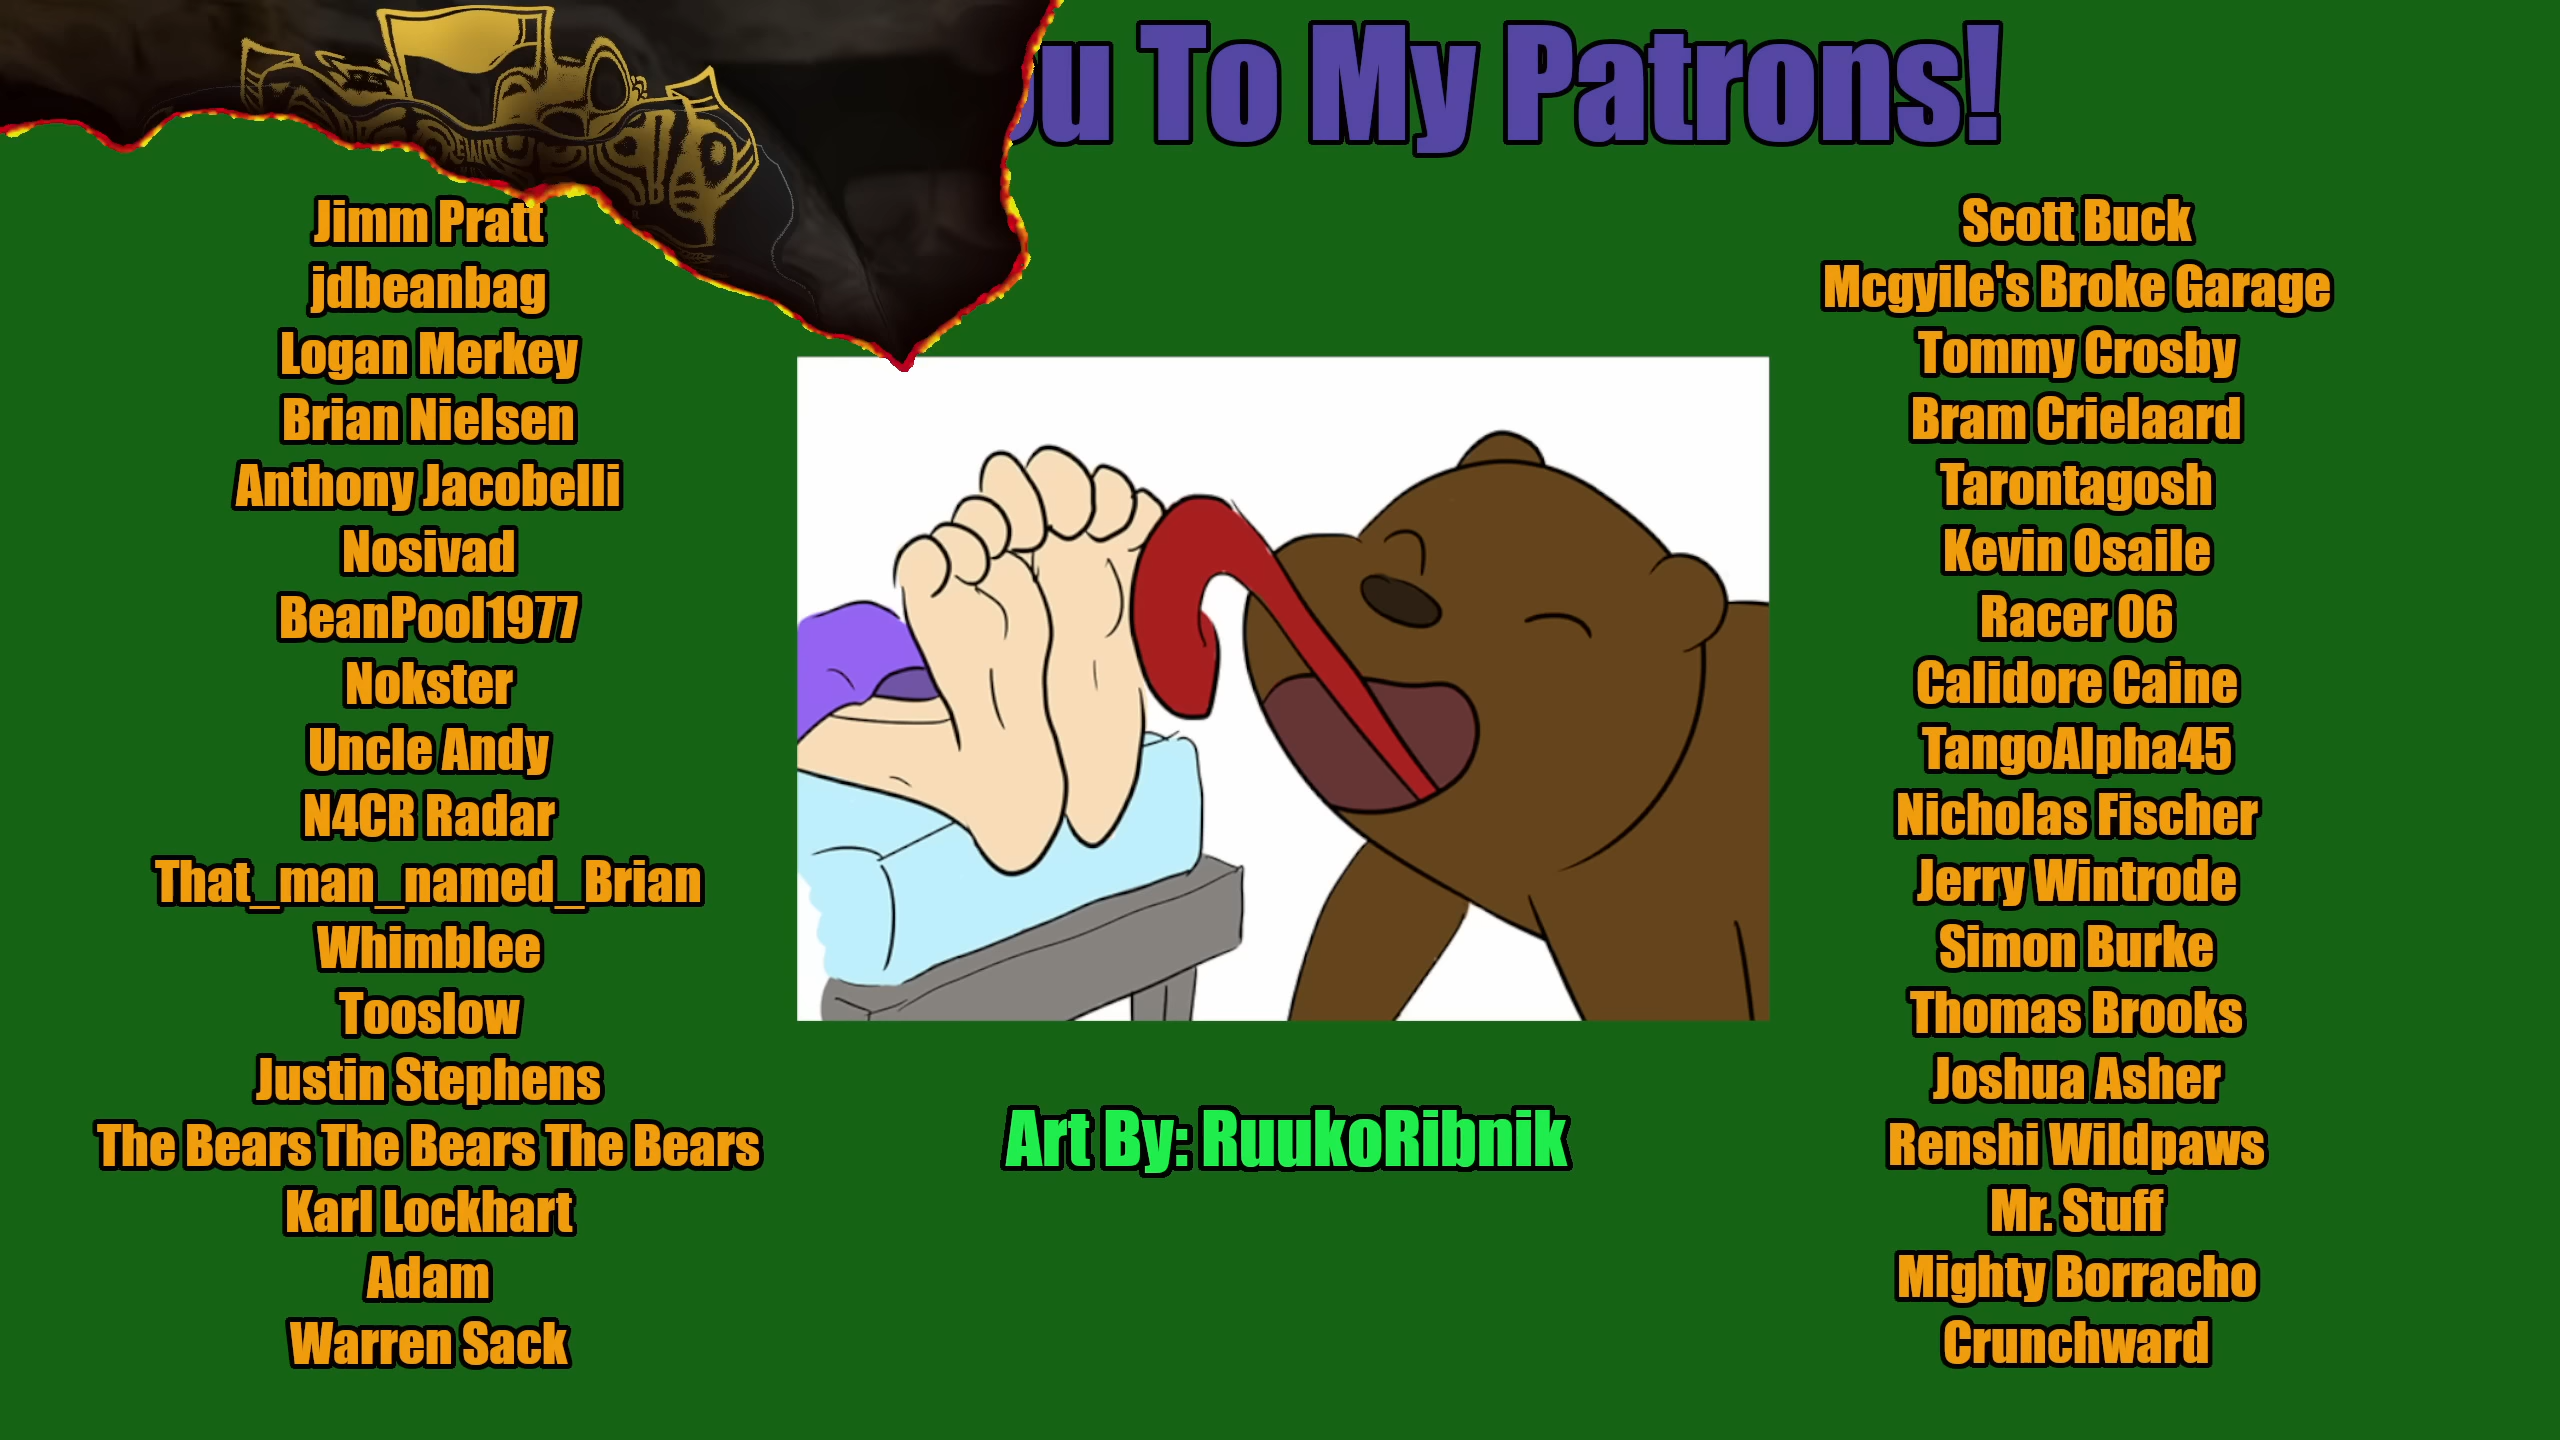 To My Patrons!
Jimm Pratt
jdbeanbag
Logan Merkey
Brian Nielsen
Anthony Jacobelli
Nosivad
BeanPool1977
Nokster
Uncle Andy
N4CR Radar
That_man_named_Brian
Whimblee
Tooslow
Justin Stephens
The Bears The Bears The Bears
Karl Lockhart
Adam
Warren Sack
Art By: RuukoRibnik
Scott Buck
Mcgyile's Broke Garage
Tommy Crosby
Bram Crielaard
Tarontagosh
Kevin Osaile
Racer 06
Calidore Caine
TangoAlpha45
Nicholas Fischer
Jerry Wintrode
Simon Burke
Thomas Brooks
Joshua Asher
Renshi Wildpaws
Mr. Stuff
Mighty Borracho
Crunchward